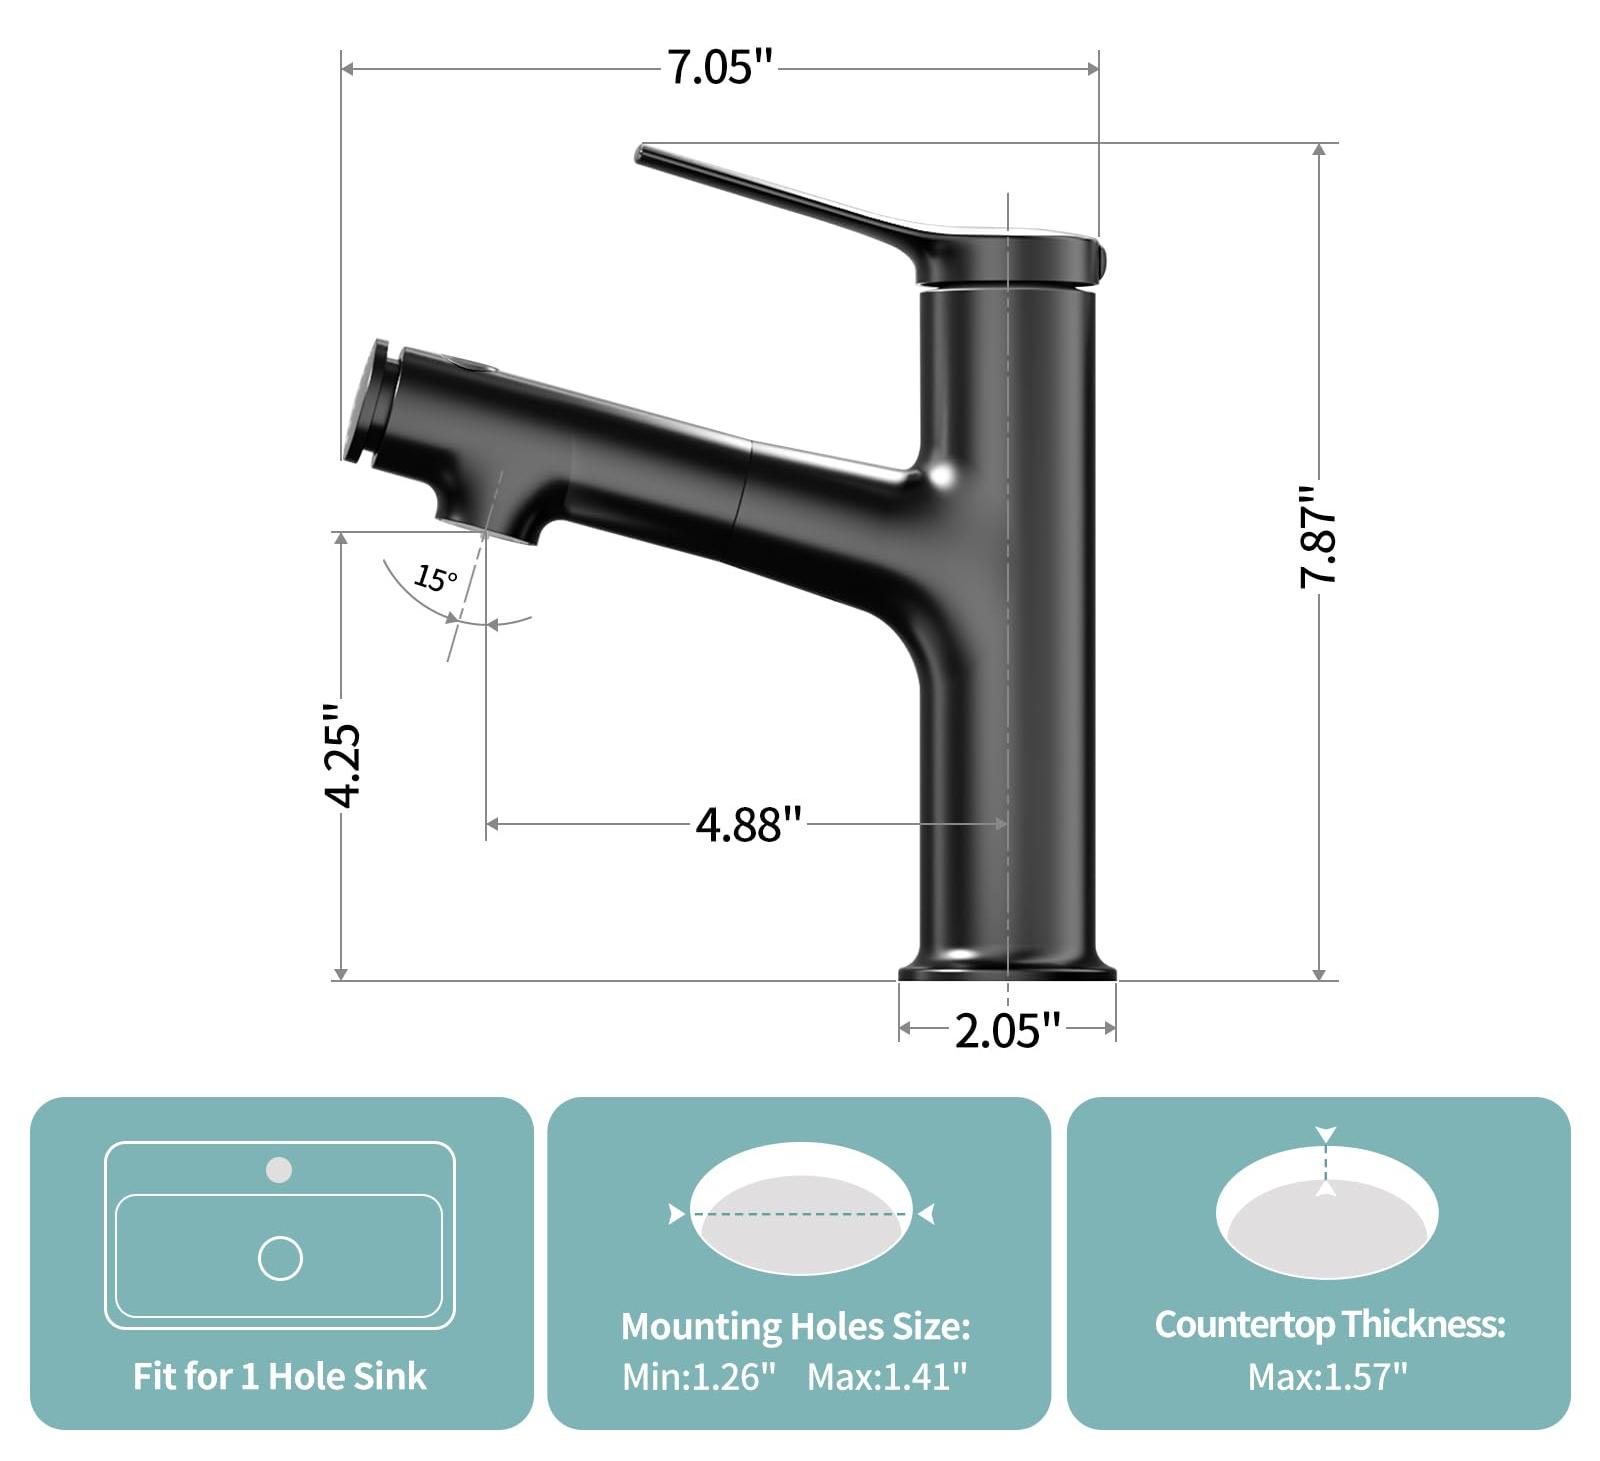 7.05"
15°
7.87"
4.25"
4.88"
2.05"
Fit for 1 Hole Sink
Mounting Holes Size:
Min:1.26" Max:1.41"
Countertop Thickness:
Max:1.57"